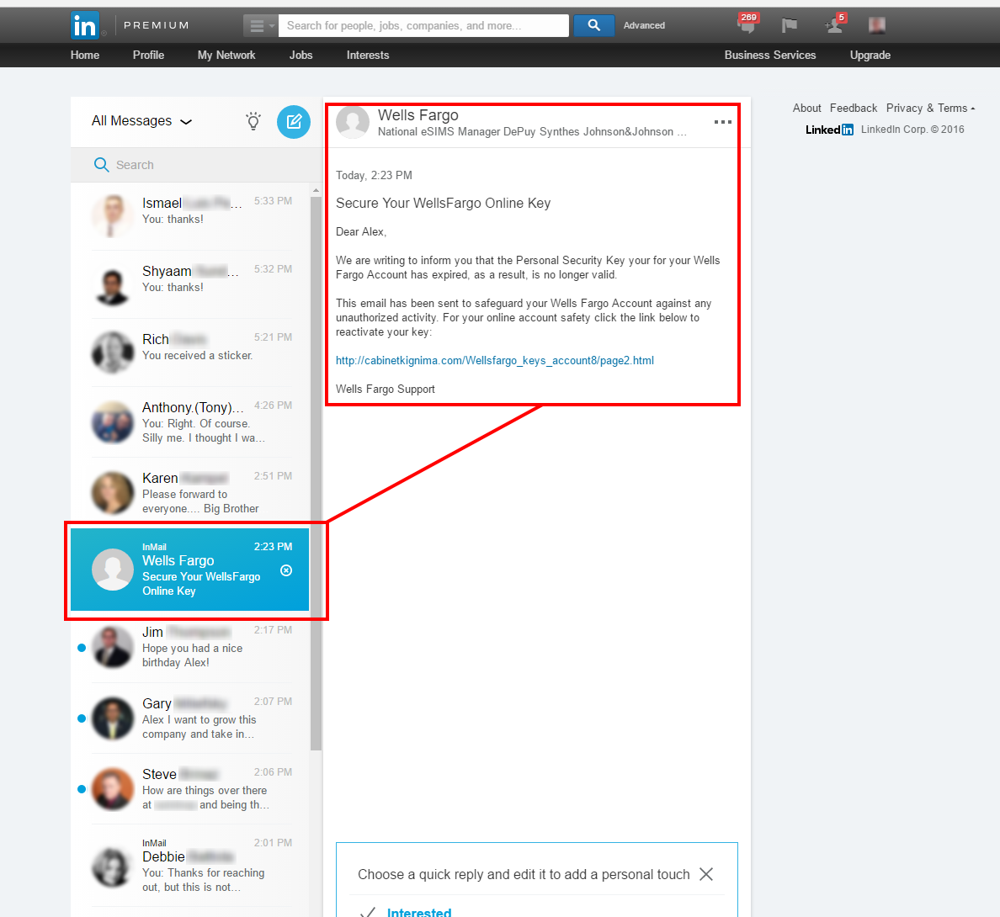 in PREMIUM
Search for people, jobs, companies, and more...
Advanced
269
5
Home Profile My Network Jobs Interests Business Services Upgrade
All Messages
Search
Ismael ... 5:33 PM
You: thanks!
Shyaam ... 5:32 PM
You: thanks!
Rich 5:21 PM
You received a sticker.
Anthony.(Tony)... 4:26 PM
You: Right. Of course.
Silly me. I thought I wa...
Karen 2:51 PM
Please forward to
everyone.... Big Brother
InMail 2:23 PM
Wells Fargo
Secure Your WellsFargo
Online Key
Jim 2:17 PM
Hope you had a nice
birthday Alex!
Gary 2:07 PM
Alex I want to grow this
company and take in...
Steve 2:06 PM
How are things over there
at and being th...
InMail 2:01 PM
Debbie
You: Thanks for reaching
out, but this is not...
Wells Fargo
National eSIMS Manager DePuy Synthes Johnson&Johnson ...
Today, 2:23 PM
Secure Your WellsFargo Online Key
Dear Alex,
We are writing to inform you that the Personal Security Key your for your Wells
Fargo Account has expired, as a result, is no longer valid.
This email has been sent to safeguard your Wells Fargo Account against any
unauthorized activity. For your online account safety click the link below to
reactivate your key:
http://cabinetkignima.com/Wellsfargo_keys_account8/page2.html
Wells Fargo Support
Choose a quick reply and edit it to add a personal touch
Interested
About Feedback Privacy & Terms
Linked in LinkedIn Corp. © 2016